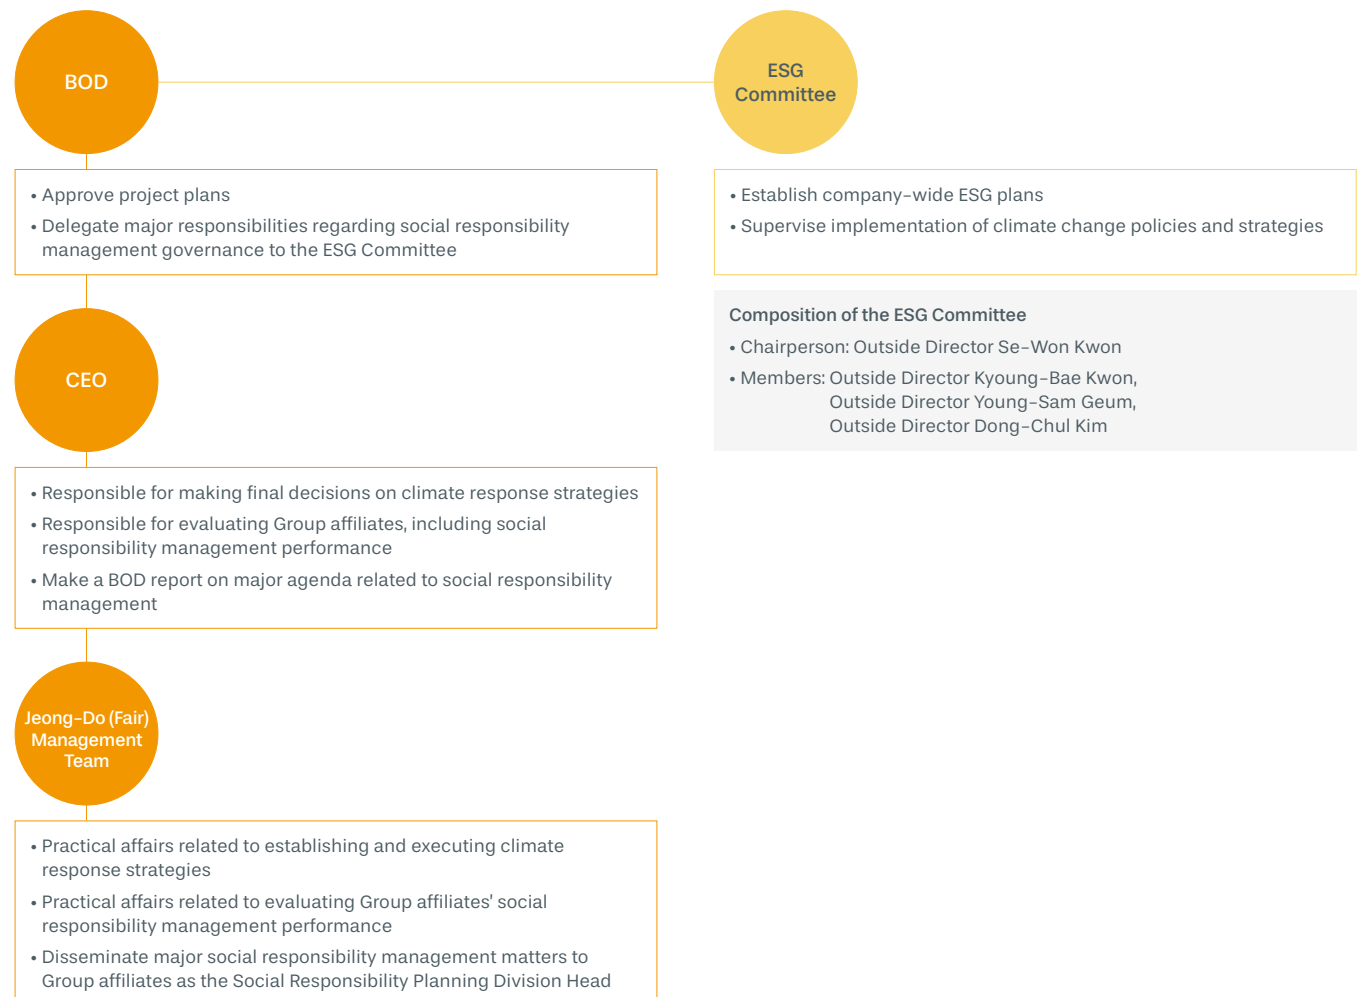 BOD
• Approve project plans
• Delegate major responsibilities regarding social responsibility
management governance to the ESG Committee
CEO
• Responsible for making final decisions on climate response strategies
• Responsible for evaluating Group affiliates, including social
responsibility management performance
• Make a BOD report on major agenda related to social responsibility
management
Jeong-Do (Fair)
Management
Team
• Practical affairs related to establishing and executing climate
response strategies
• Practical affairs related to evaluating Group affiliates’ social
responsibility management performance
• Disseminate major social responsibility management matters to
Group affiliates as the Social Responsibility Planning Division Head
ESG
Committee
• Establish company-wide ESG plans
• Supervise implementation of climate change policies and strategies
Composition of the ESG Committee
• Chairperson: Outside Director Se-Won Kwon
• Members: Outside Director Kyoung-Bae Kwon,
Outside Director Young-Sam Geum,
Outside Director Dong-Chul Kim